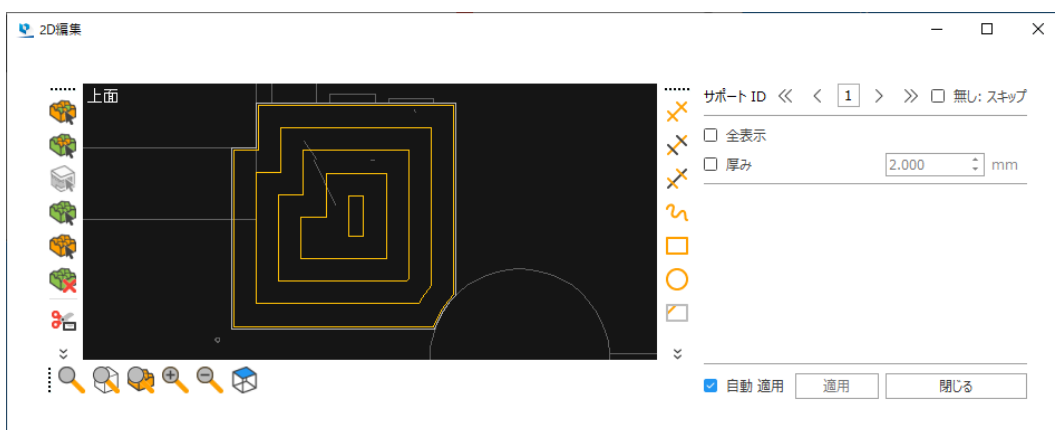 2D編集
上面
サポート ID 1 無し: スキップ
全表示
厚み 2.000 mm
自動 適用 適用 閉じる